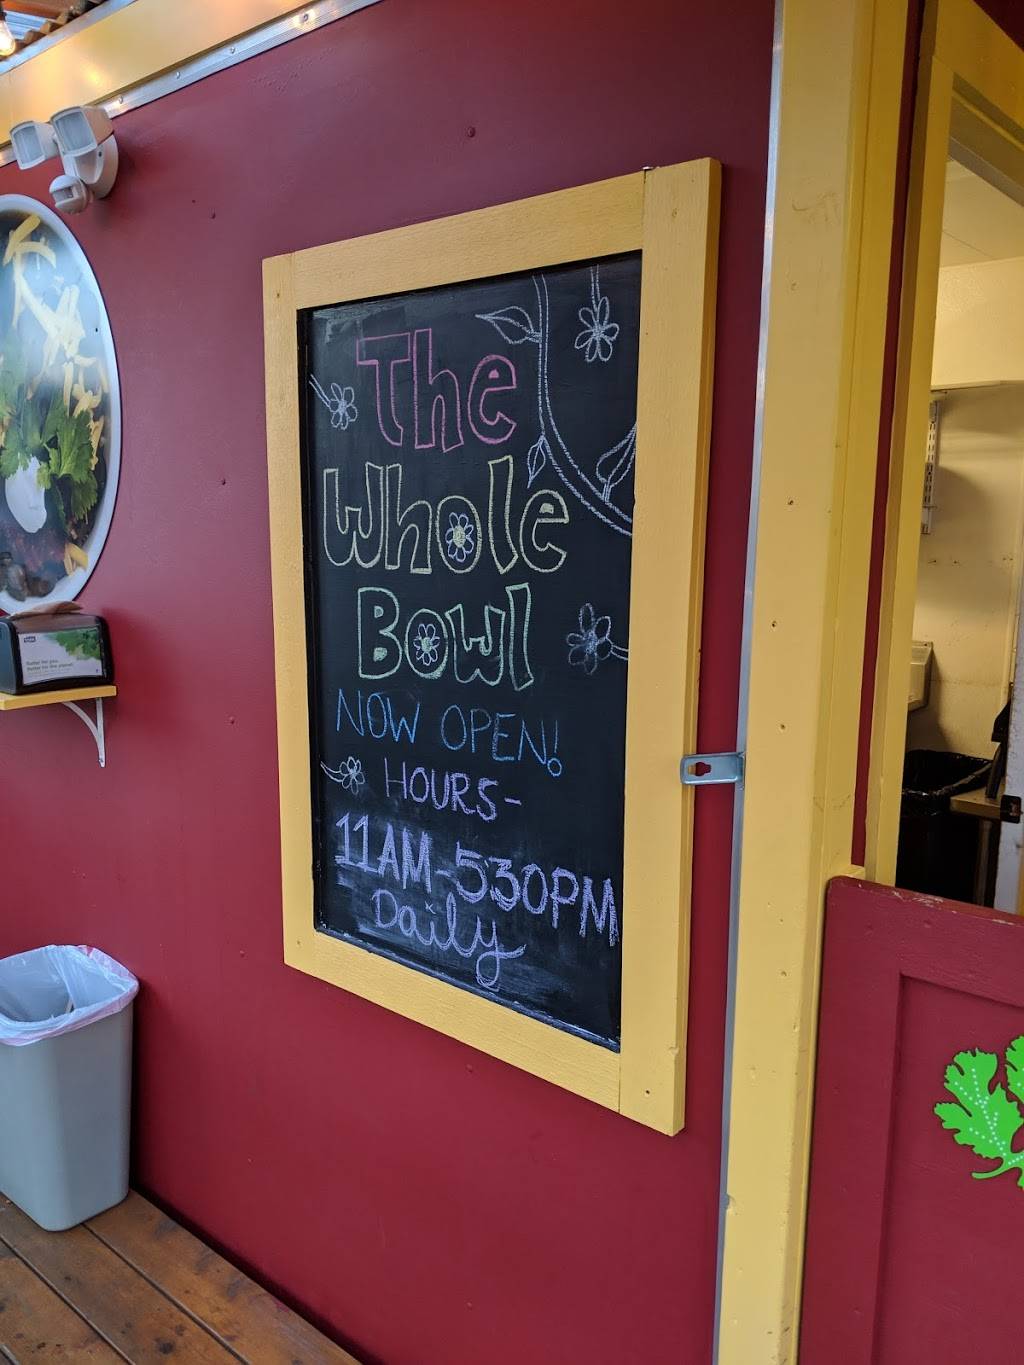 The
Whole
Bowl
NOW OPEN!
HOURS-
11AM-530PM
Daily